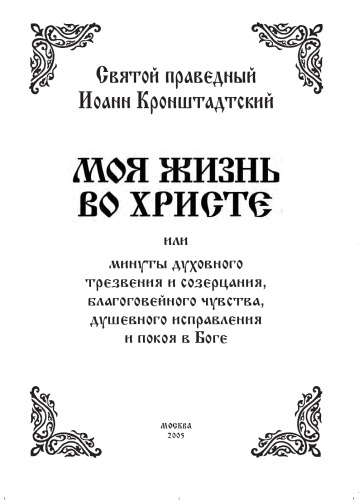 Святой праведный
Иоанн Кронштадтский
МОЯ ЖИЗНЬ
ВО ХРИСТЕ
или
минуты духовного
трезвения и созерцания,
благоговейного чувства,
душевного исправления
и покоя в Боге
МОСКВА
2005